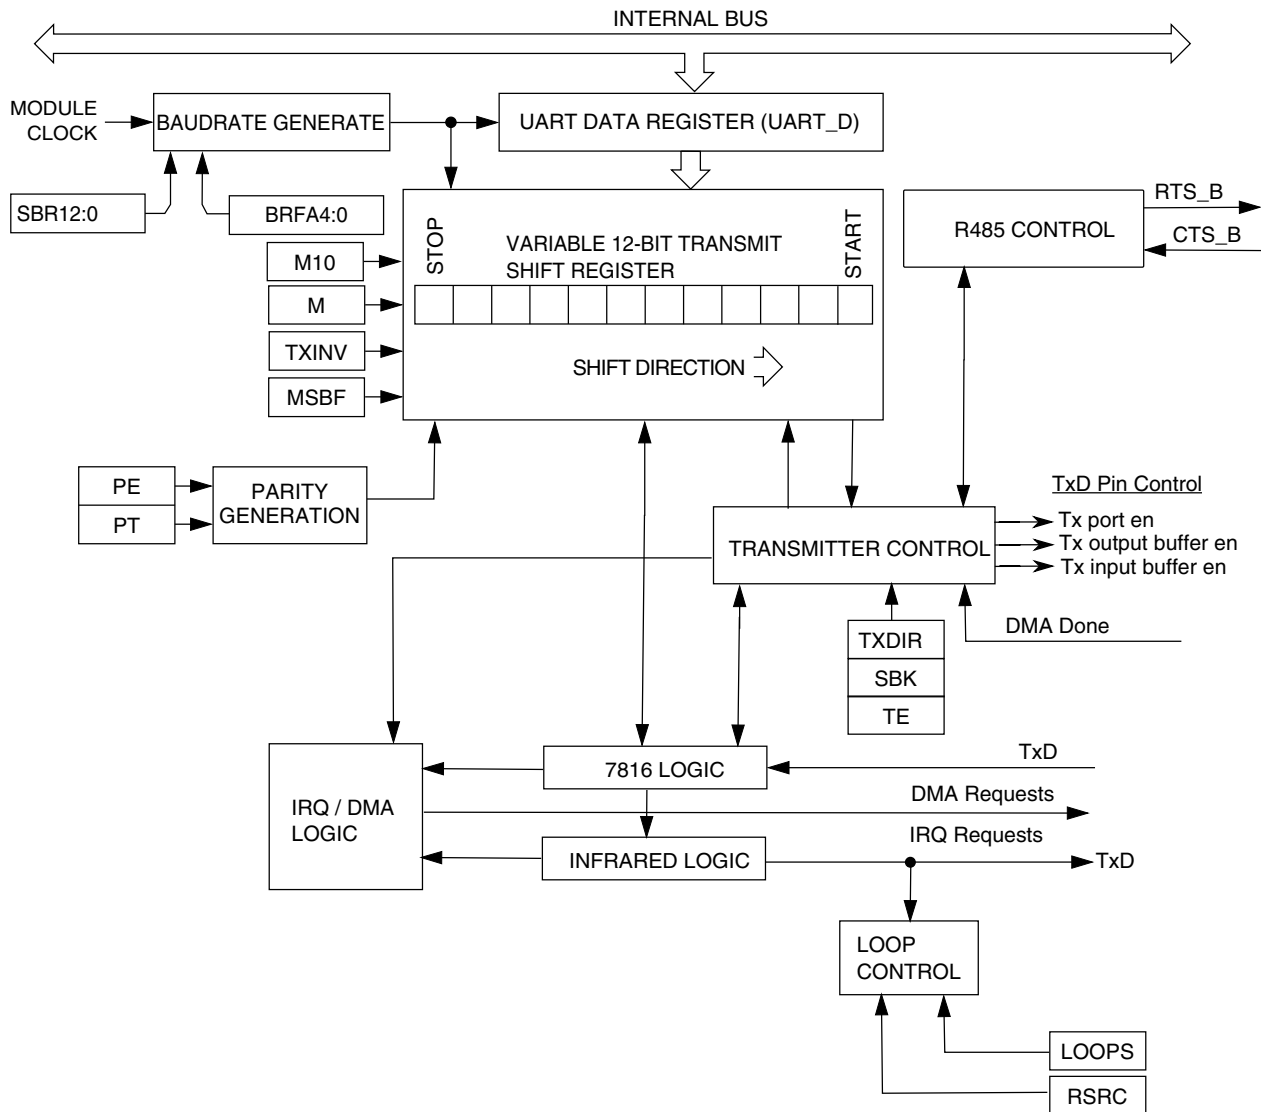 INTERNAL BUS
MODULE
CLOCK
BAUDRATE GENERATE
UART DATA REGISTER (UART_D)
SBR12:0
BRFA4:0
STOP
VARIABLE 12-BIT TRANSMIT
SHIFT REGISTER
START
R485 CONTROL
RTS_B
CTS_B
M10
M
TXINV
MSBF
SHIFT DIRECTION
PE
PT
PARITY
GENERATION
TRANSMITTER CONTROL
TxD Pin Control
Tx port en
Tx output buffer en
Tx input buffer en
DMA Done
TXDIR
SBK
TE
7816 LOGIC
TxD
IRQ / DMA
LOGIC
DMA Requests
IRQ Requests
INFRARED LOGIC
TxD
LOOP
CONTROL
LOOPS
RSRC